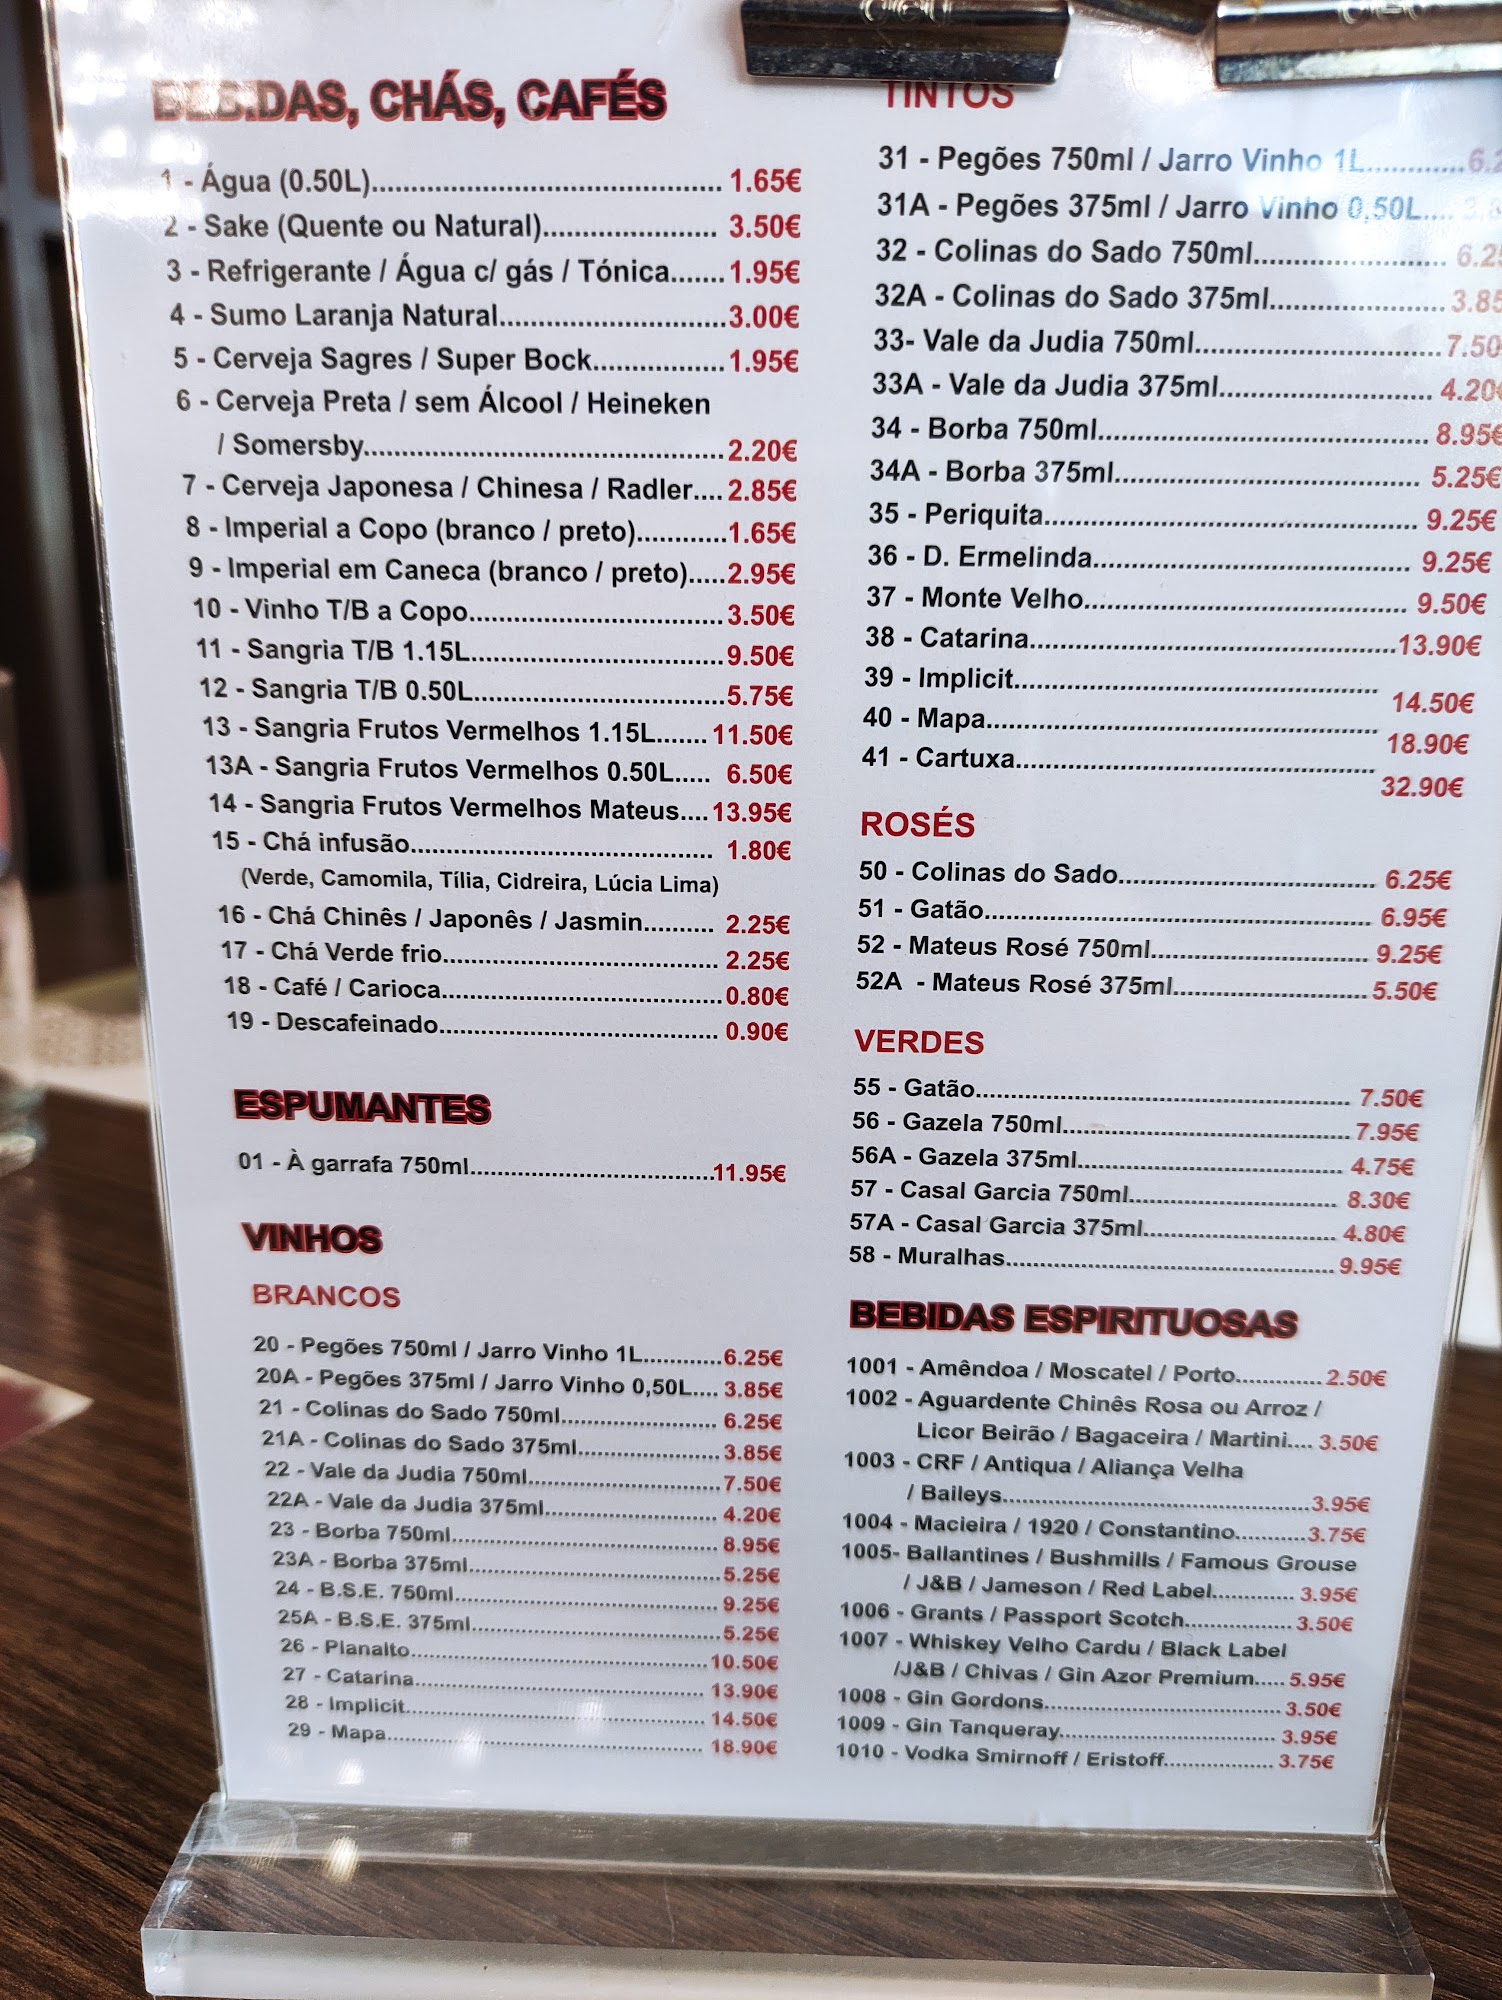 BEBIDAS, CHÁS, CAFÉS
1 - Água (0.50L)................ 1.65€
2 - Sake (Quente ou Natural)................ 3.50€
3 - Refrigerante / Água c/ gás / Tónica.......1.95€
4 - Sumo Laranja Natural................3.00€
5 - Cerveja Sagres / Super Bock................1.95€
6 - Cerveja Preta / sem Álcool / Heineken
/ Somersby................2.20€
7 - Cerveja Japonesa / Chinesa / Radler....2.85€
8 - Imperial a Copo (branco / preto)............1.65€
9 - Imperial em Caneca (branco / preto).....2.95€
10 - Vinho T/B a Copo................3.50€
11 - Sangria T/B 1.15L................9.50€
12 - Sangria T/B 0.50L................5.75€
13 - Sangria Frutos Vermelhos 1.15L....... 11.50€
13A - Sangria Frutos Vermelhos 0.50L..... 6.50€
14 - Sangria Frutos Vermelhos Mateus....13.95€
15 - Chá infusão................ 1.80€
(Verde, Camomila, Tília, Cidreira, Lúcia Lima)
16 - Chá Chinês / Japonês / Jasmin.......... 2.25€
17 - Chá Verde frio................ 2.25€
18 - Café / Carioca................0.80€
19 - Descafeinado................ 0.90€
ESPUMANTES
01 - À garrafa 750ml................11.95€
VINHOS
BRANCOS
20 - Pegões 750ml / Jarro Vinho 1L............6.25€
20A - Pegões 375ml / Jarro Vinho 0,50L.... 3.85€
21 - Colinas do Sado 750ml................ 6.25€
21A - Colinas do Sado 375ml................3.85€
22 - Vale da Judia 750ml................7.50€
22A - Vale da Judia 375ml................ 4.20€
23 - Borba 750ml................ 8.95€
23A - Borba 375ml................5.25€
24 - B.S.E. 750ml................ 9.25€
25A - B.S.E. 375ml................5.25€
26 - Planalto................10.50€
27 - Catarina................ 13.90€
28 - Implicit................ 14.50€
29 - Mapa................ 18.90€
TINTOS
31 - Pegões 750ml / Jarro Vinho 1L.............6.2
31A - Pegões 375ml / Jarro Vinho 0,50L....
32 - Colinas do Sado 750ml................ 6.25
32A - Colinas do Sado 375ml................ 3.85
33- Vale da Judia 750ml................7.50
33A - Vale da Judia 375ml................ 4.20€
34 - Borba 750ml................ 8.95€
34A - Borba 375ml................ 5.25€
35 - Periquita................ 9.25€
36 - D. Ermelinda................ 9.25€
37 - Monte Velho................ 9.50€
38 - Catarina................13.90€
39 - Implicit................ 14.50€
40 - Mapa................ 18.90€
41 - Cartuxa................ 32.90€
ROSÉS
50 - Colinas do Sado................ 6.25€
51 - Gatão................ 6.95€
52 - Mateus Rosé 750ml................ 9.25€
52A - Mateus Rosé 375ml................ 5.50€
VERDES
55 - Gatão................ 7.50€
56 - Gazela 750ml................7.95€
56A - Gazela 375ml................ 4.75€
57 - Casal Garcia 750ml................ 8.30€
57A - Casal Garcia 375ml................ 4.80€
58 - Muralhas................ 9.95€
BEBIDAS ESPIRITUOSAS
1001 - Amêndoa / Moscatel / Porto............. 2.50€
1002 - Aguardente Chinês Rosa ou Arroz /
Licor Beirão / Bagaceira / Martini.... 3.50€
1003 - CRF / Antiqua / Aliança Velha
/ Baileys................3.95€
1004 - Macieira / 1920 / Constantino...........3.75€
1005- Ballantines / Bushmills / Famous Grouse
/ J&B / Jameson / Red Label............. 3.95€
1006 - Grants / Passport Scotch................ 3.50€
1007 - Whiskey Velho Cardu / Black Label
/J&B / Chivas / Gin Azor Premium..... 5.95€
1008 - Gin Gordons................ 3.50€
1009 - Gin Tanqueray................ 3.95€
1010 - Vodka Smirnoff / Eristoff................ 3.75€